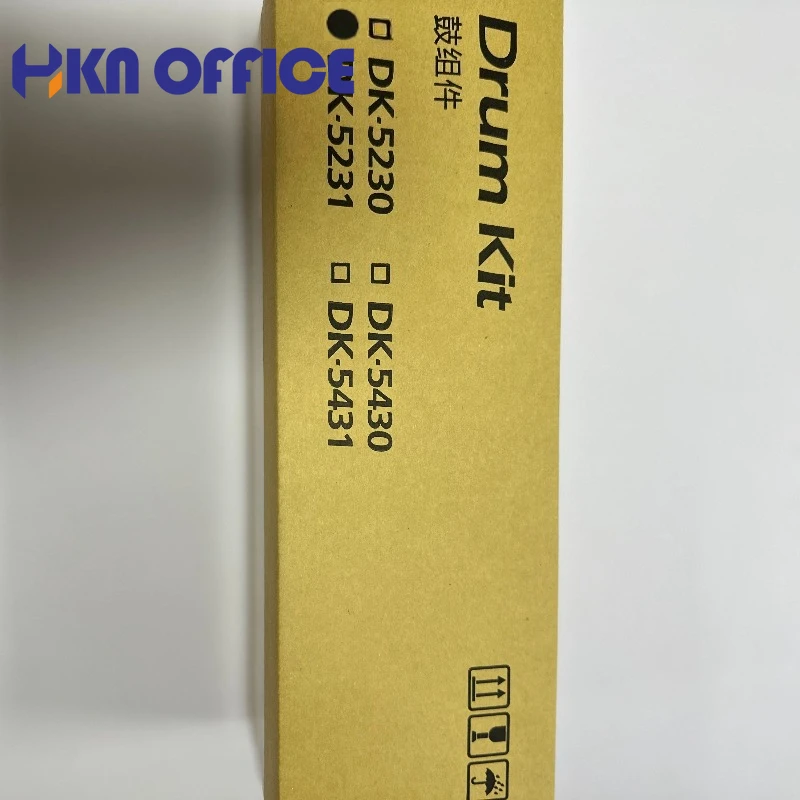 HKN OFFICE
Drum Kit
鼓组件
DK-5230
DK-5430
DK-5231
DK-5431